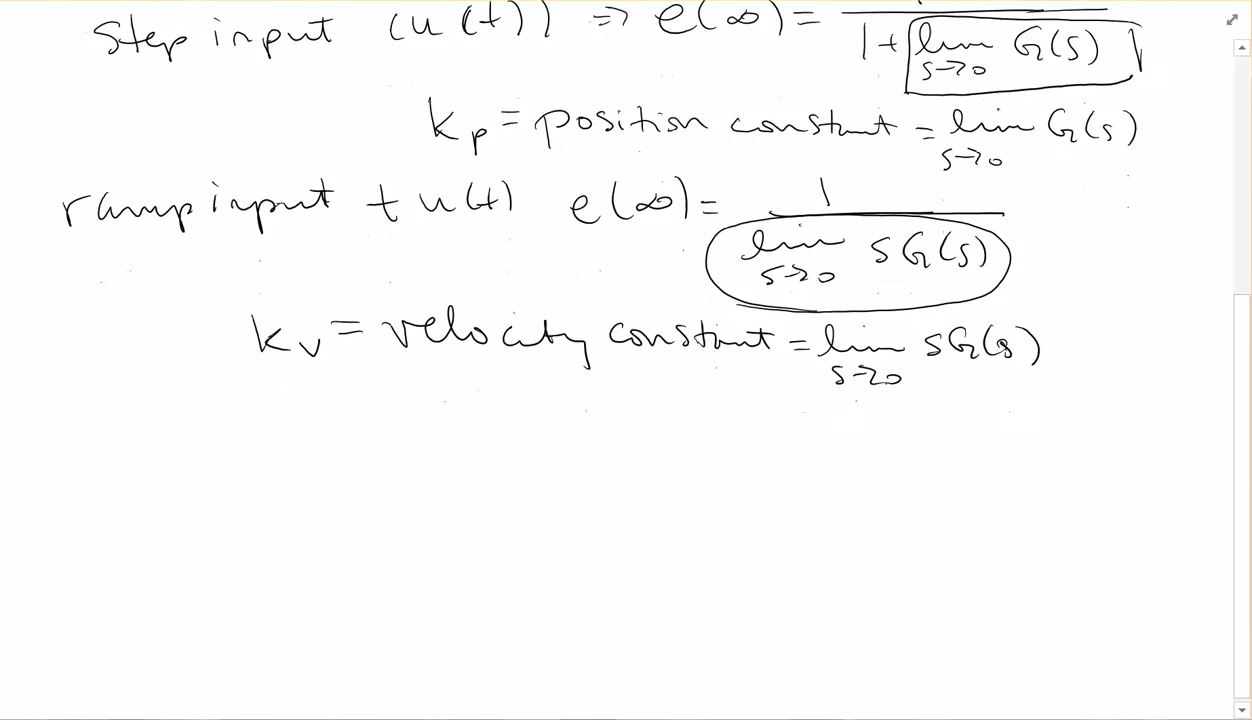 step input (u(t)) ⇒ e(∞) = 1 / (1 + lim s→0 G(s))
Kp = position constant = lim s→0 G(s)
ramp input t u(t) e(∞) = 1 / (lim s→0 sG(s))
Kv = velocity constant = lim s→0 sG(s)